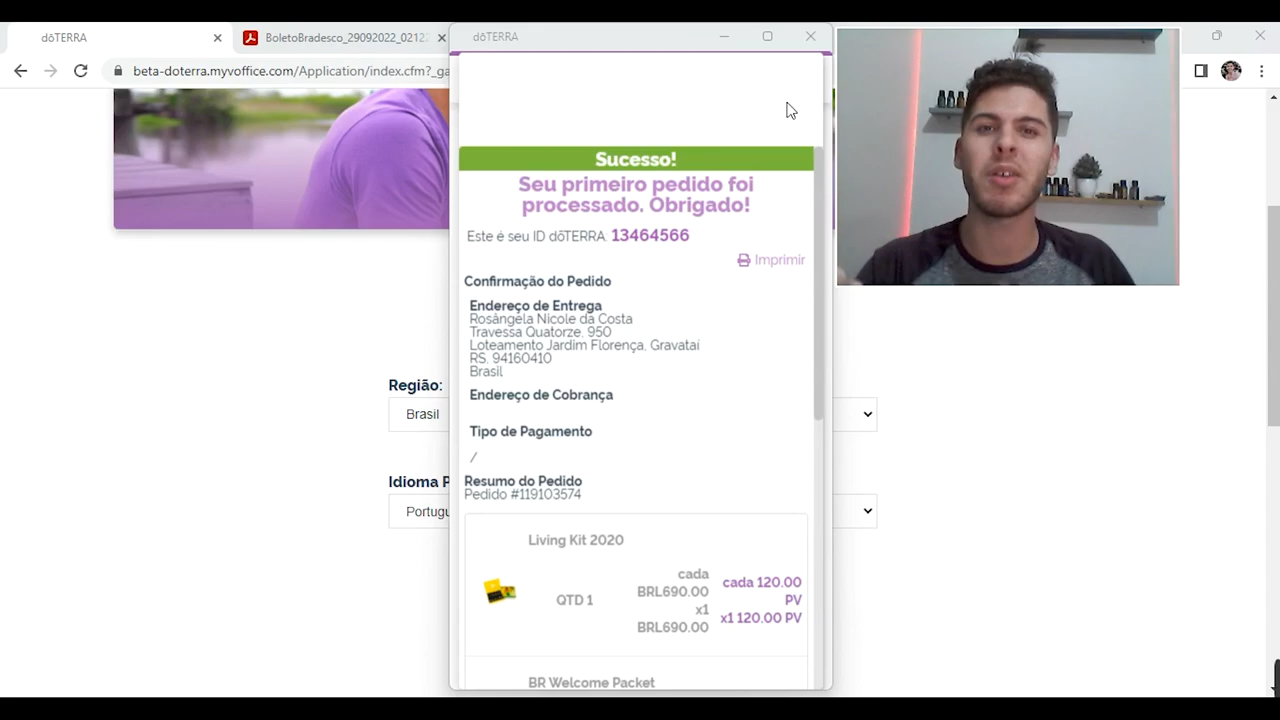 dōTERRA
BoletoBradesco_29092022_0212
dōTERRA
beta-doterra.myvoffice.com/Application/index.cfm?_ga
Sucesso!
Seu primeiro pedido foi
processado. Obrigado!
Este é seu ID dōTERRA: 13464566
Imprimir
Confirmação do Pedido
Endereço de Entrega
Rosângela Nicole da Costa
Travessa Quatorze, 950
Loteamento Jardim Florença, Gravataí
RS, 94160410
Brasil
Endereço de Cobrança
Tipo de Pagamento
/
Resumo do Pedido
Pedido #119103574
Living Kit 2020
QTD 1
cada
BRL690.00
x1
BRL690.00
cada 120.00
PV
x1 120.00 PV
BR Welcome Packet
Região:
Brasil
Idioma P
Portugu